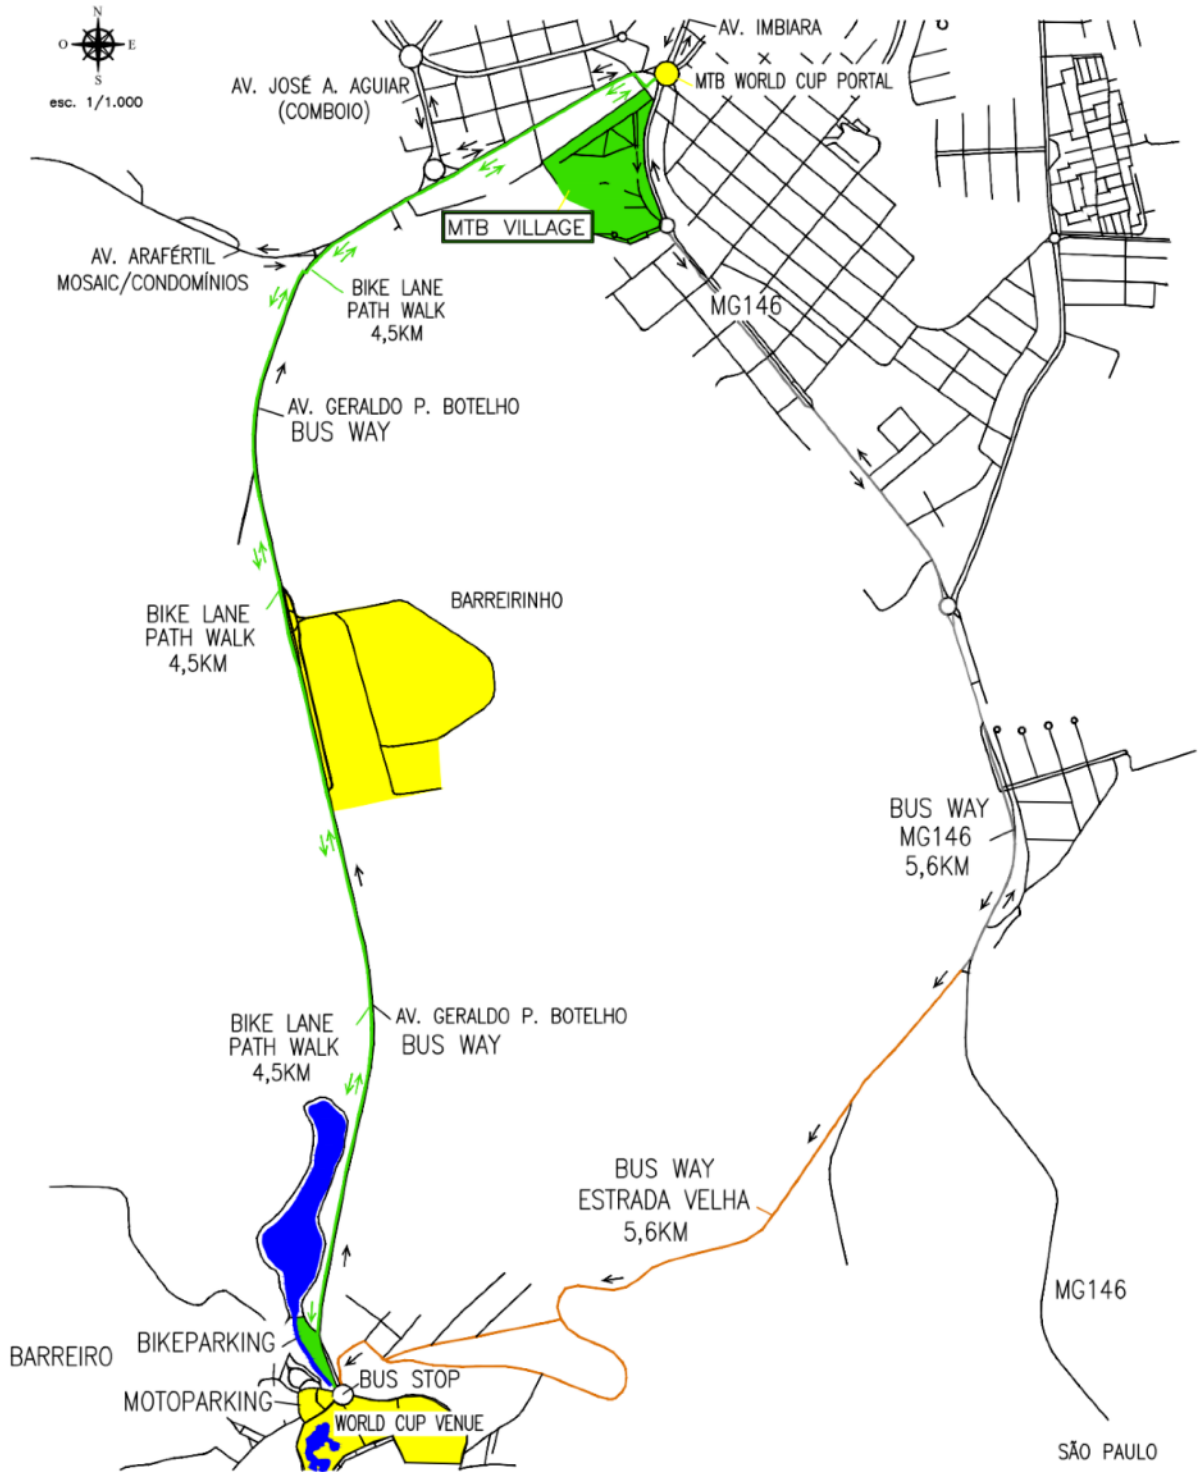 N
O
E
S
esc. 1/1.000
AV. IMBIARA
MTB WORLD CUP PORTAL
AV. JOSÉ A. AGUIAR
(COMBOIO)
MTB VILLAGE
AV. ARAFÉRTIL
MOSAIC/CONDOMÍNIOS
BIKE LANE
PATH WALK
4,5KM
MG146
AV. GERALDO P. BOTELHO
BUS WAY
BARREIRINHO
BIKE LANE
PATH WALK
4,5KM
BUS WAY
MG146
5,6KM
AV. GERALDO P. BOTELHO
BUS WAY
BIKE LANE
PATH WALK
4,5KM
BUS WAY
ESTRADA VELHA
5,6KM
MG146
BIKEPARKING
BARREIRO
BUS STOP
MOTOPARKING
WORLD CUP VENUE
SÃO PAULO